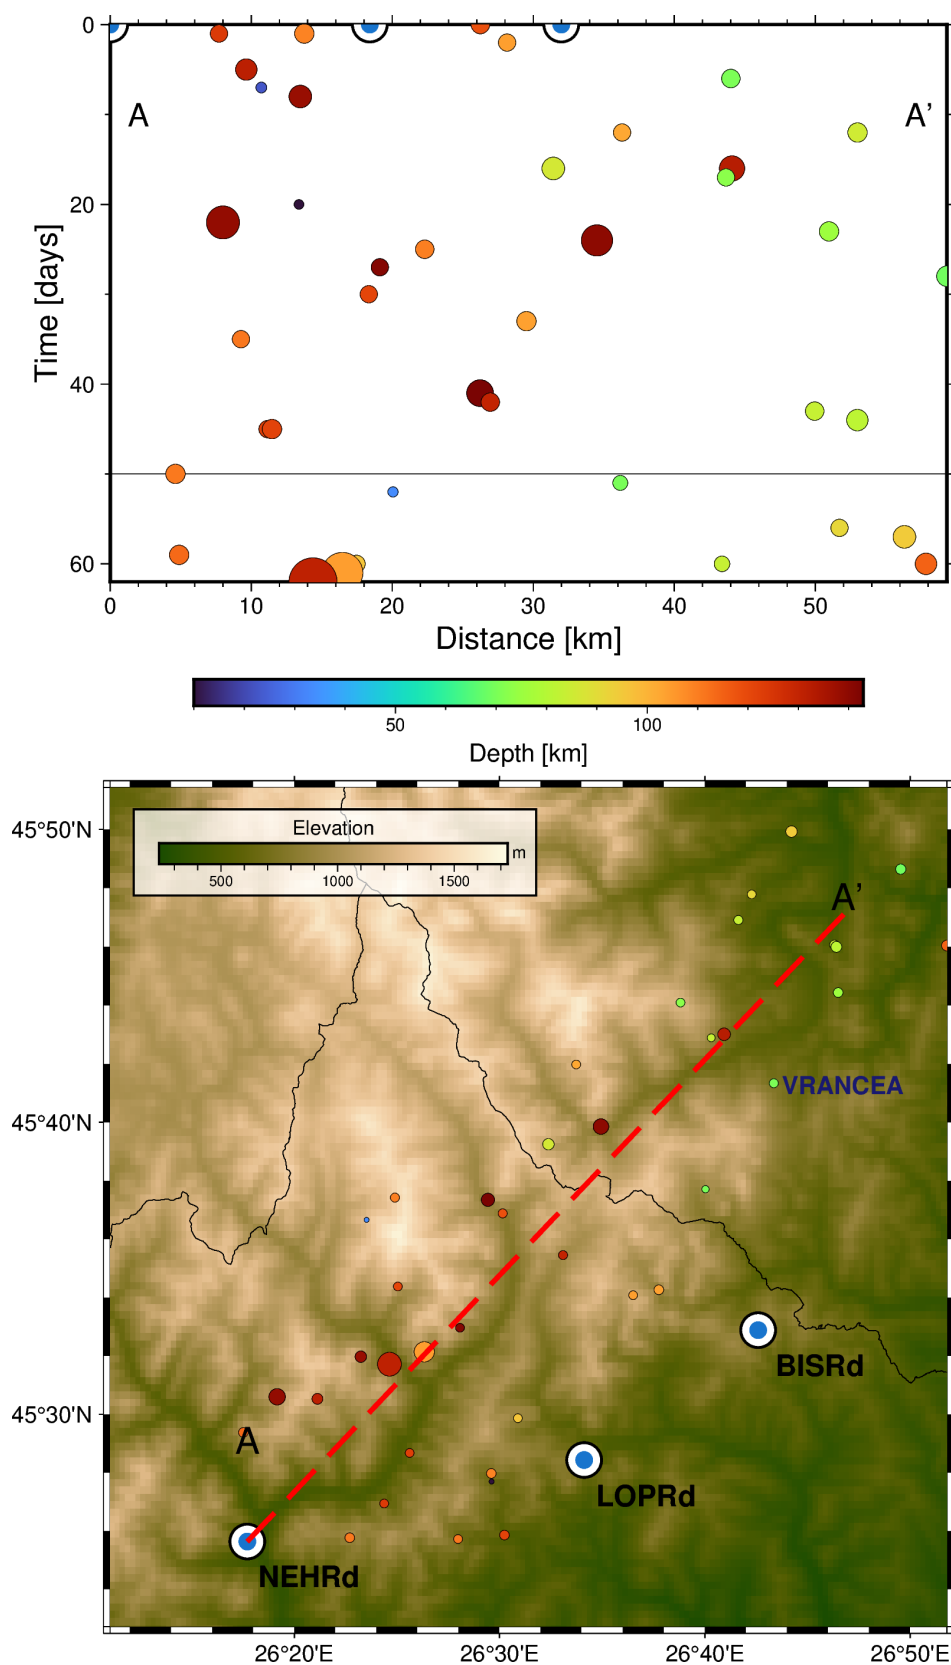 0
20
40
60
Time [days]
A
A’
0
10
20
30
40
50
Distance [km]
50
100
Depth [km]
45°50'N
45°40'N
45°30'N
Elevation
m
500
1000
1500
A’
VRANCEA
BISRd
A
LOPRd
NEHRd
26°20'E
26°30'E
26°40'E
26°50'E